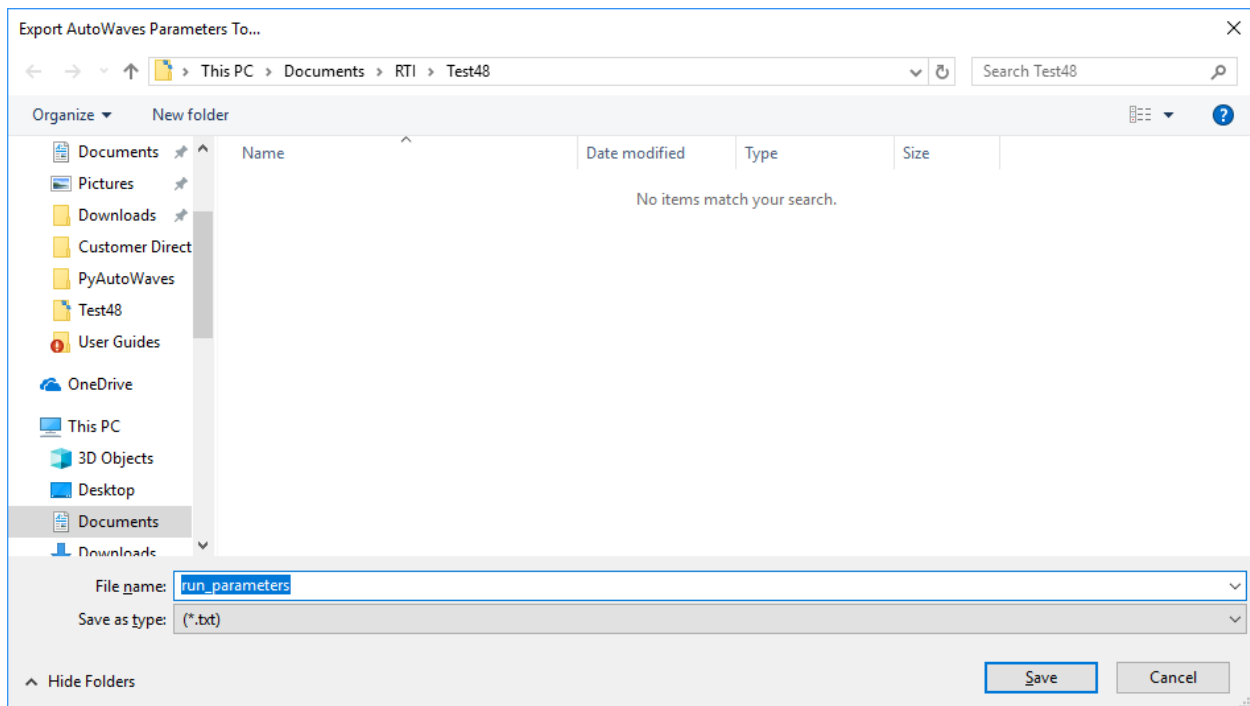 Export AutoWaves Parameters To...
This PC > Documents > RTI > Test48
Search Test48
Organize
New folder
Name
Date modified
Type
Size
No items match your search.
Documents
Pictures
Downloads
Customer Direct
PyAutoWaves
Test48
User Guides
OneDrive
This PC
3D Objects
Desktop
Documents
Downloads
File name: run_parameters
Save as type: (*.txt)
Hide Folders
Save
Cancel